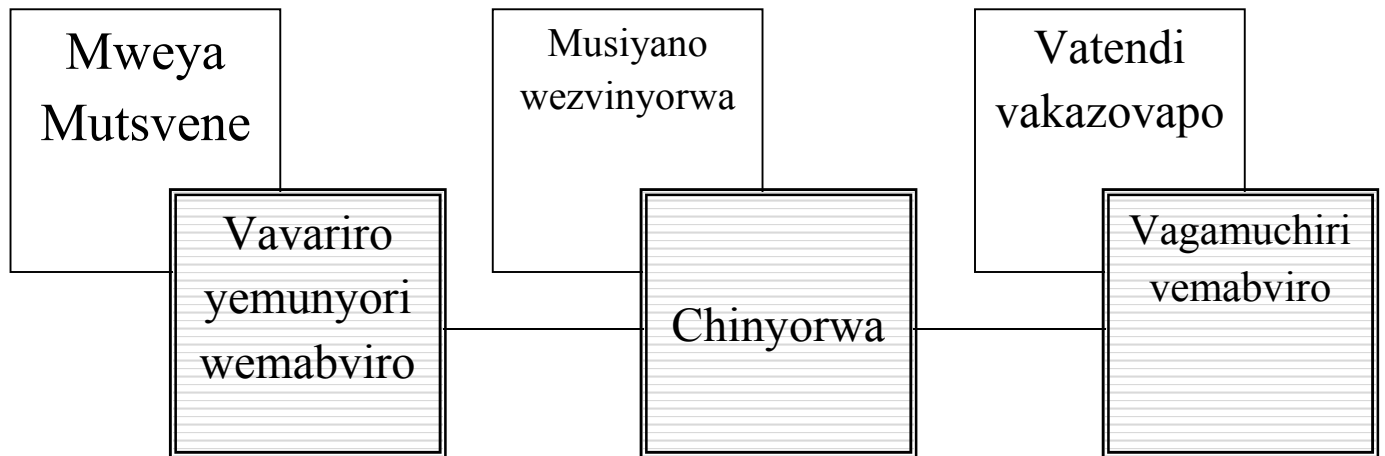 Mweya
Mutsvene
Musiyano
wezvinyorwa
Vatendi
vakazovapo
Vavariro
yemunyori
wemabviro
Chinyorwa
Vagamuchiri
vemabviro